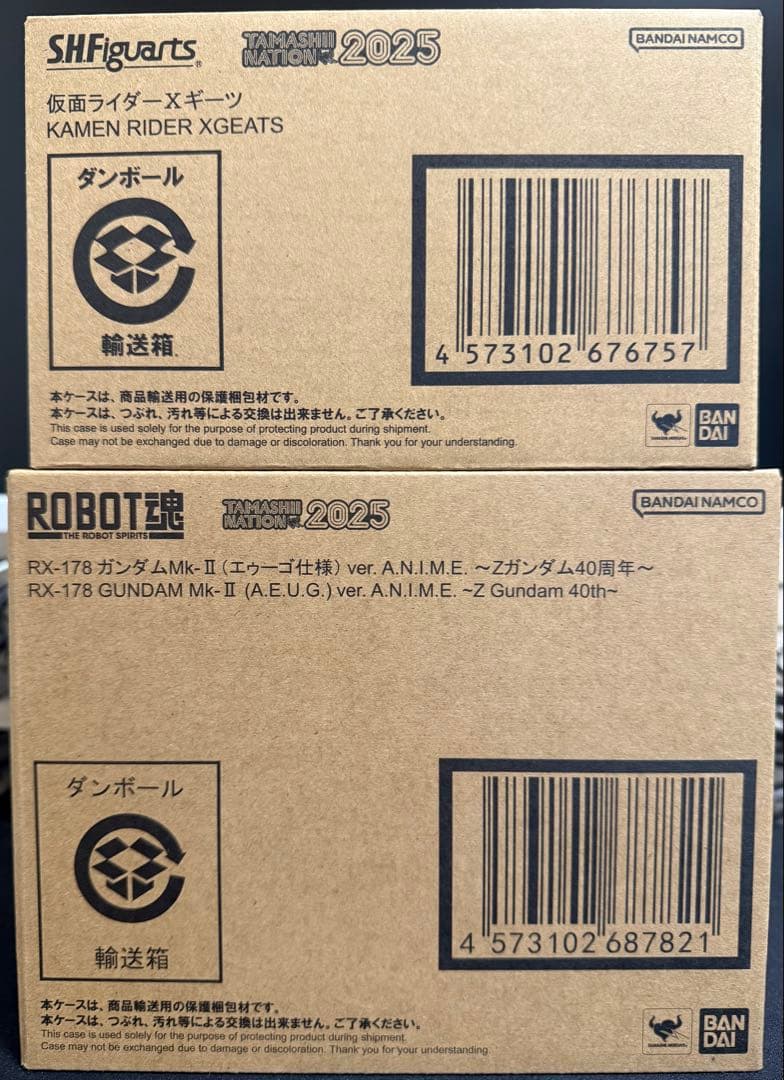 S.H.Figuarts®
TAMASHII NATION 2025
BANDAI NAMCO
仮面ライダーXギーツ
KAMEN RIDER XGEATS
ダンボール
輸送箱
4 573102 676757
本ケースは、商品輸送用の保護梱包材です。
本ケースは、つぶれ、汚れ等による交換は出来ません。ご了承ください。
This case is used solely for the purpose of protecting product during shipment.
Case may not be exchanged due to damage or discoloration. Thank you for your understanding.
BAN
DAI
ROBOT魂
THE ROBOT SPIRITS
TAMASHII NATION 2025
BANDAI NAMCO
RX-178 ガンダムMk-Ⅱ(エゥーゴ仕様) ver. A.N.I.M.E. ～Zガンダム40周年～
RX-178 GUNDAM Mk-Ⅱ (A.E.U.G.) ver. A.N.I.M.E. ~Z Gundam 40th~
ダンボール
輸送箱
4 573102 687821
本ケースは、商品輸送用の保護梱包材です。
本ケースは、つぶれ、汚れ等による交換は出来ません。ご了承ください。
This case is used solely for the purpose of protecting product during shipment.
Case may not be exchanged due to damage or discoloration. Thank you for your understanding.
BAN
DAI